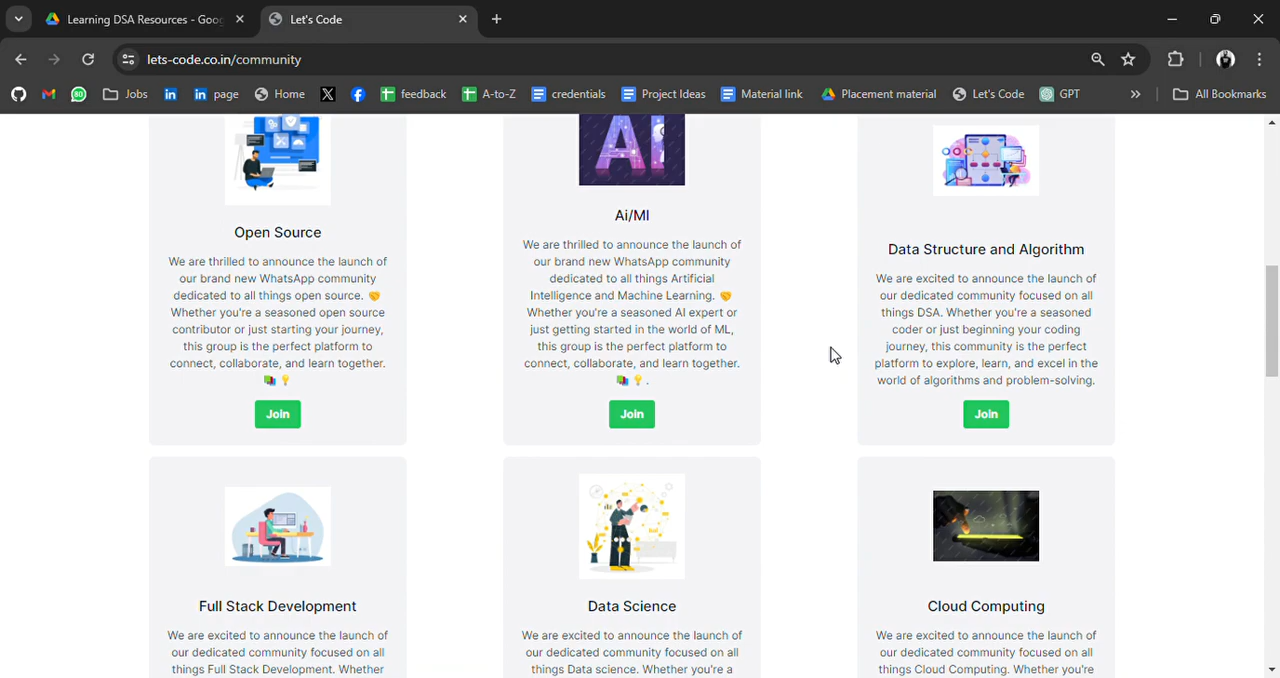 Learning DSA Resources - Goo
Let's Code
lets-code.co.in/community
80
Jobs
page
Home
feedback
A-to-Z
credentials
Project Ideas
Material link
Placement material
Let's Code
GPT
All Bookmarks
AI
Open Source
We are thrilled to announce the launch of
our brand new WhatsApp community
dedicated to all things open source. 🤝
Whether you're a seasoned open source
contributor or just starting your journey,
this group is the perfect platform to
connect, collaborate, and learn together.
📚 💡
Join
Ai/Ml
We are thrilled to announce the launch of
our brand new WhatsApp community
dedicated to all things Artificial
Intelligence and Machine Learning. 🤝
Whether you're a seasoned AI expert or
just getting started in the world of ML,
this group is the perfect platform to
connect, collaborate, and learn together.
📚 💡 .
Join
Data Structure and Algorithm
We are excited to announce the launch of
our dedicated community focused on all
things DSA. Whether you're a seasoned
coder or just beginning your coding
journey, this community is the perfect
platform to explore, learn, and excel in the
world of algorithms and problem-solving.
Join
Full Stack Development
We are excited to announce the launch of
our dedicated community focused on all
things Full Stack Development. Whether
Data Science
We are excited to announce the launch of
our dedicated community focused on all
things Data science. Whether you're a
Cloud Computing
We are excited to announce the launch of
our dedicated community focused on all
things Cloud Computing. Whether you're